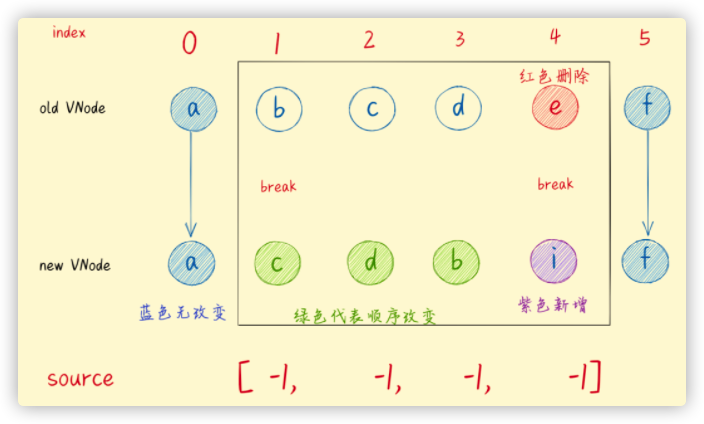 index 0 1 2 3 4 5
红色删除
old VNode a b c d e f
break break
new VNode a c d b i f
蓝色无改变 绿色代表顺序改变 紫色新增
source [ -1, -1, -1, -1]